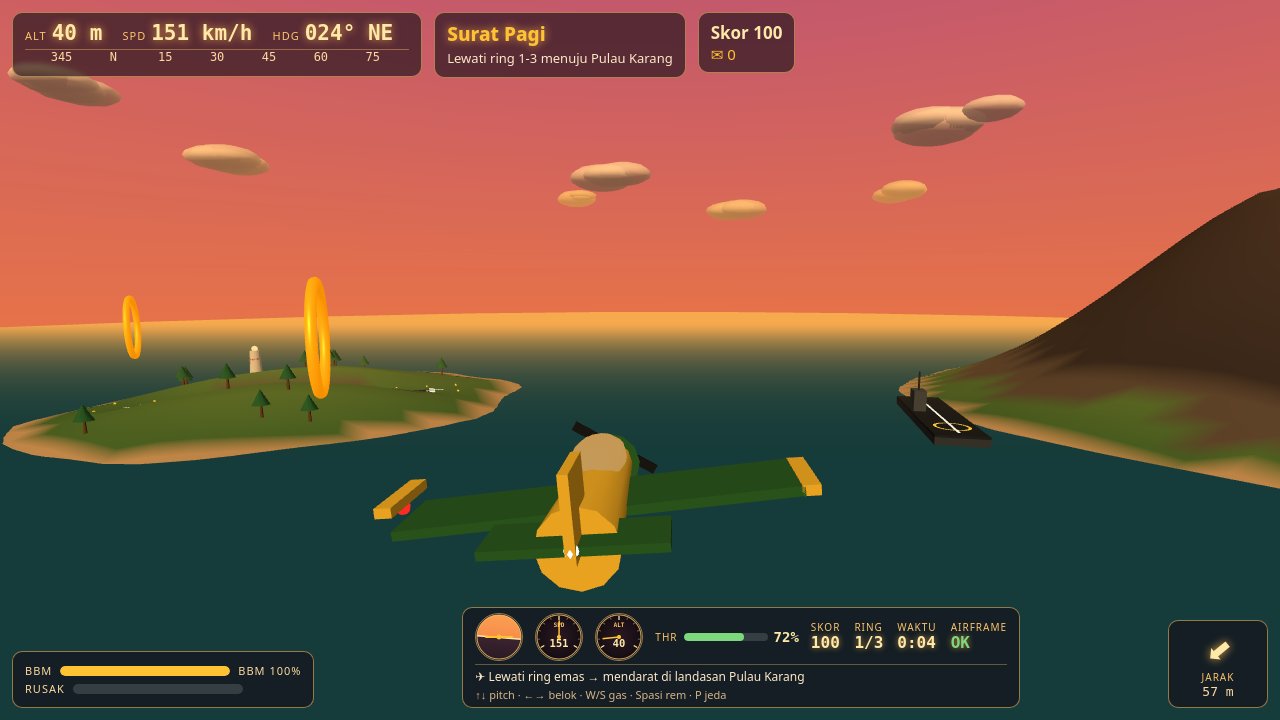 ALT 40 m SPD 151 km/h HDG 024° NE
345 N 15 30 45 60 75
Surat Pagi
Lewati ring 1-3 menuju Pulau Karang
Skor 100
✉ 0
BBM BBM 100%
RUSAK
SPD
151
ALT
40
THR 72%
SKOR RING WAKTU AIRFRAME
100 1/3 0:04 OK
✈ Lewati ring emas → mendarat di landasan Pulau Karang
↑↓ pitch · ←→ belok · W/S gas · Spasi rem · P jeda
JARAK
57 m